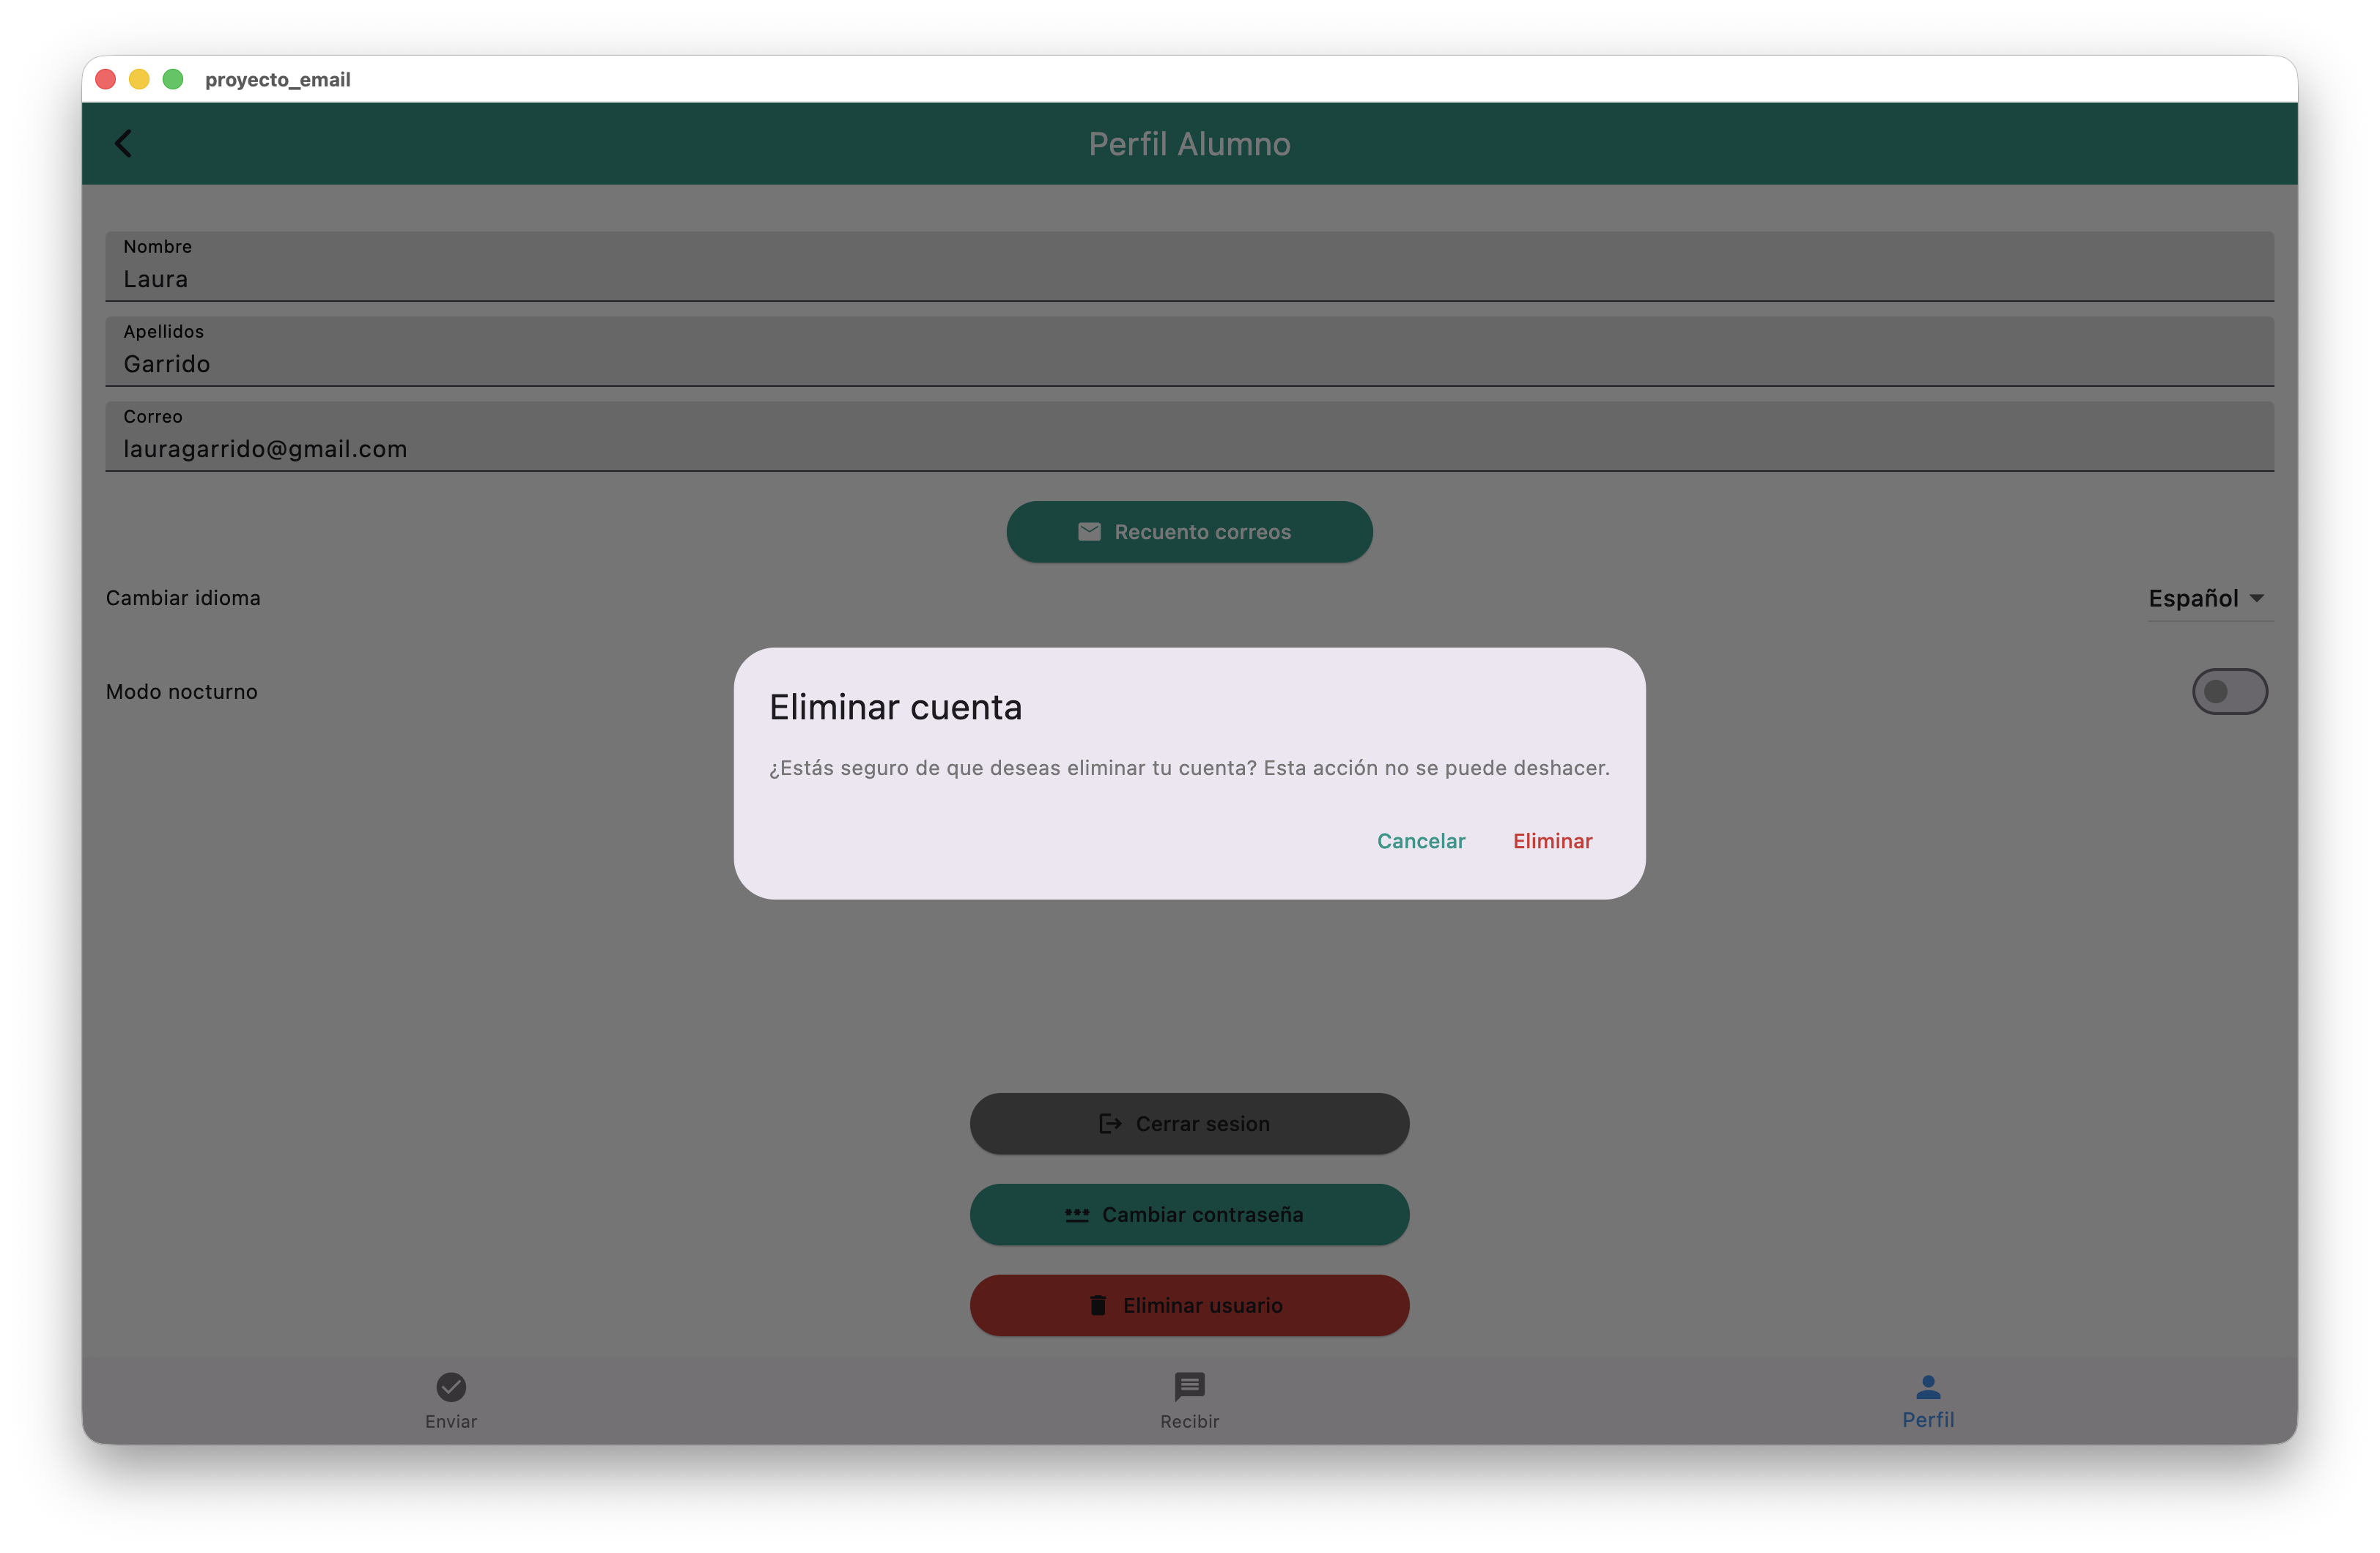 proyecto_email
Perfil Alumno
Nombre
Laura
Apellidos
Garrido
Correo
lauragarrido@gmail.com
Recuento correos
Cambiar idioma
Español
Modo nocturno
Eliminar cuenta
¿Estás seguro de que deseas eliminar tu cuenta? Esta acción no se puede deshacer.
Cancelar
Eliminar
Cerrar sesion
Cambiar contraseña
Eliminar usuario
Enviar
Recibir
Perfil